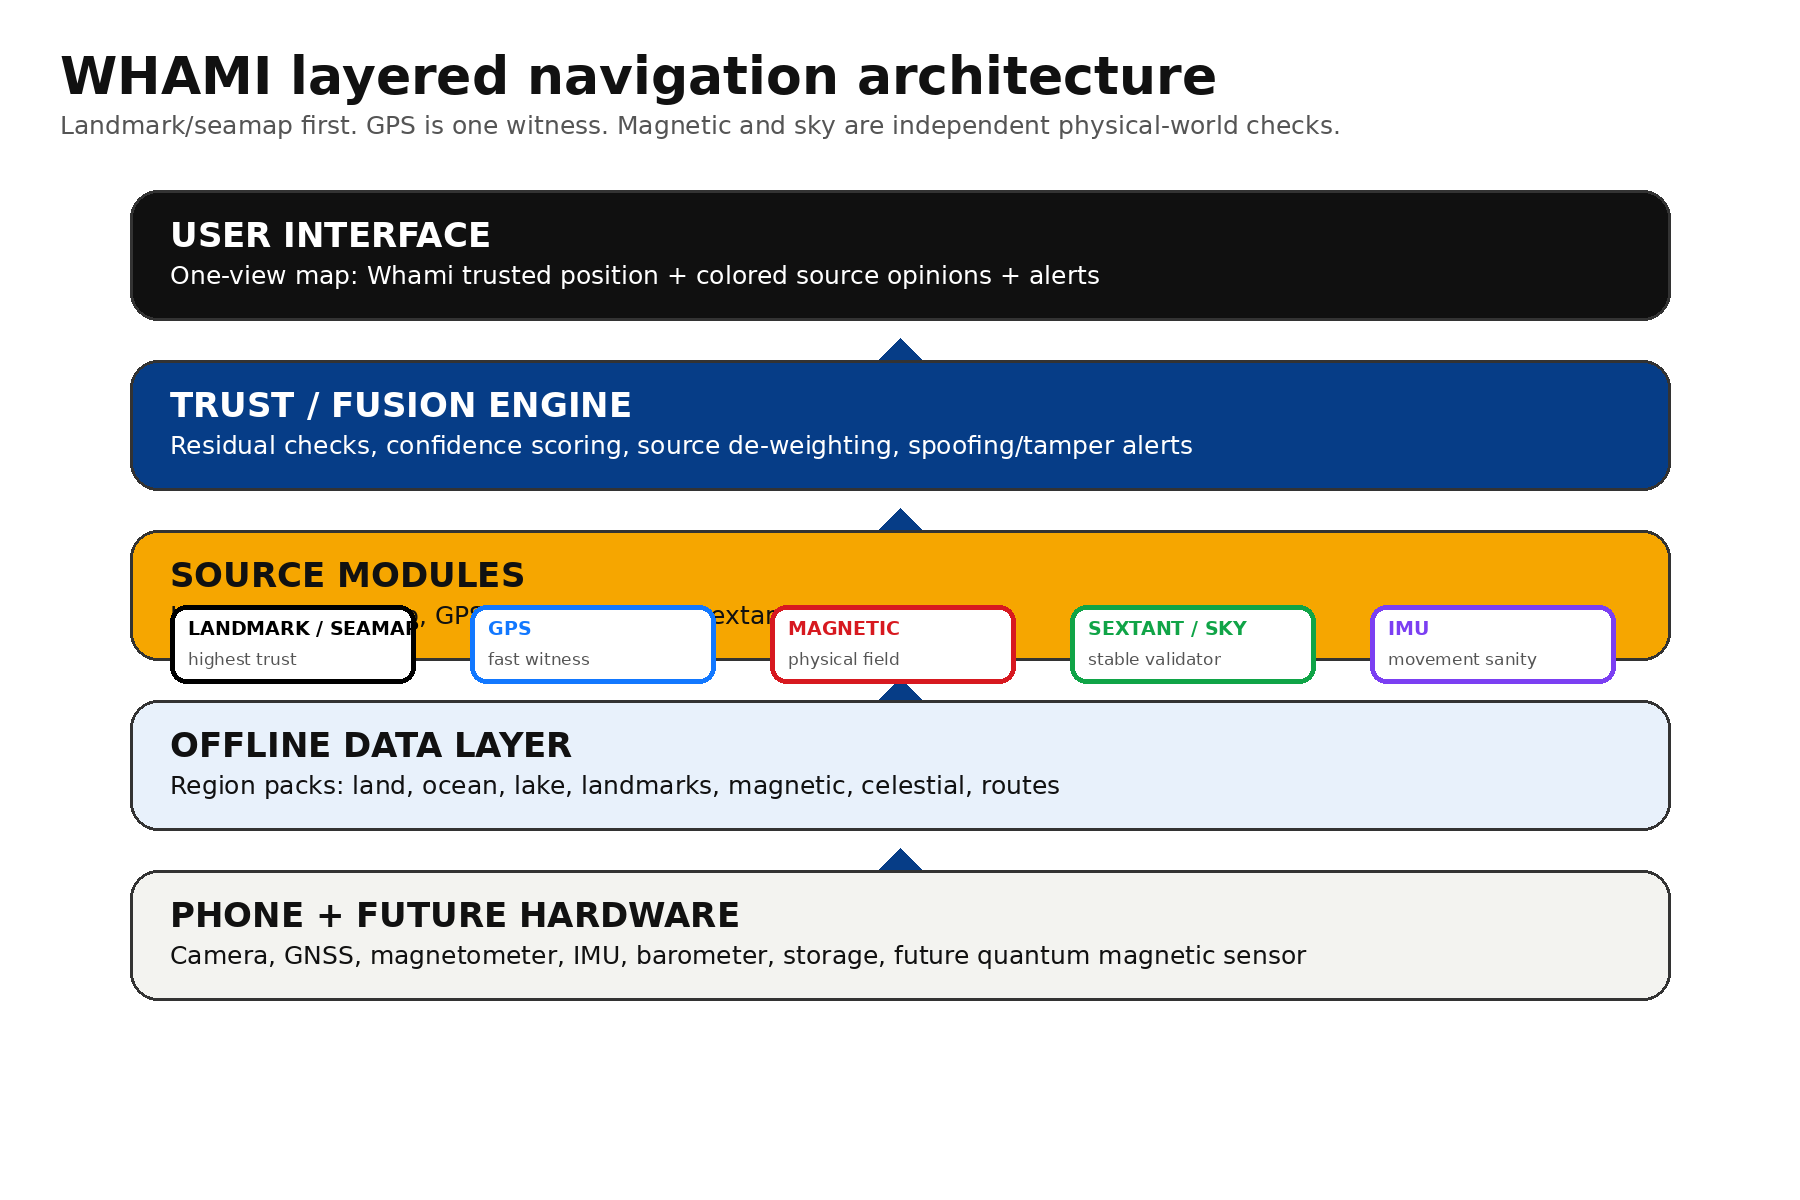 WHAMI layered navigation architecture
Landmark/seamap first. GPS is one witness. Magnetic and sky are independent physical-world checks.
USER INTERFACE
One-view map: Whami trusted position + colored source opinions + alerts
TRUST / FUSION ENGINE
Residual checks, confidence scoring, source de-weighting, spoofing/tamper alerts
SOURCE MODULES
LANDMARK / SEAMAP
highest trust
GPS
fast witness
MAGNETIC
physical field
SEXTANT / SKY
stable validator
IMU
movement sanity
OFFLINE DATA LAYER
Region packs: land, ocean, lake, landmarks, magnetic, celestial, routes
PHONE + FUTURE HARDWARE
Camera, GNSS, magnetometer, IMU, barometer, storage, future quantum magnetic sensor